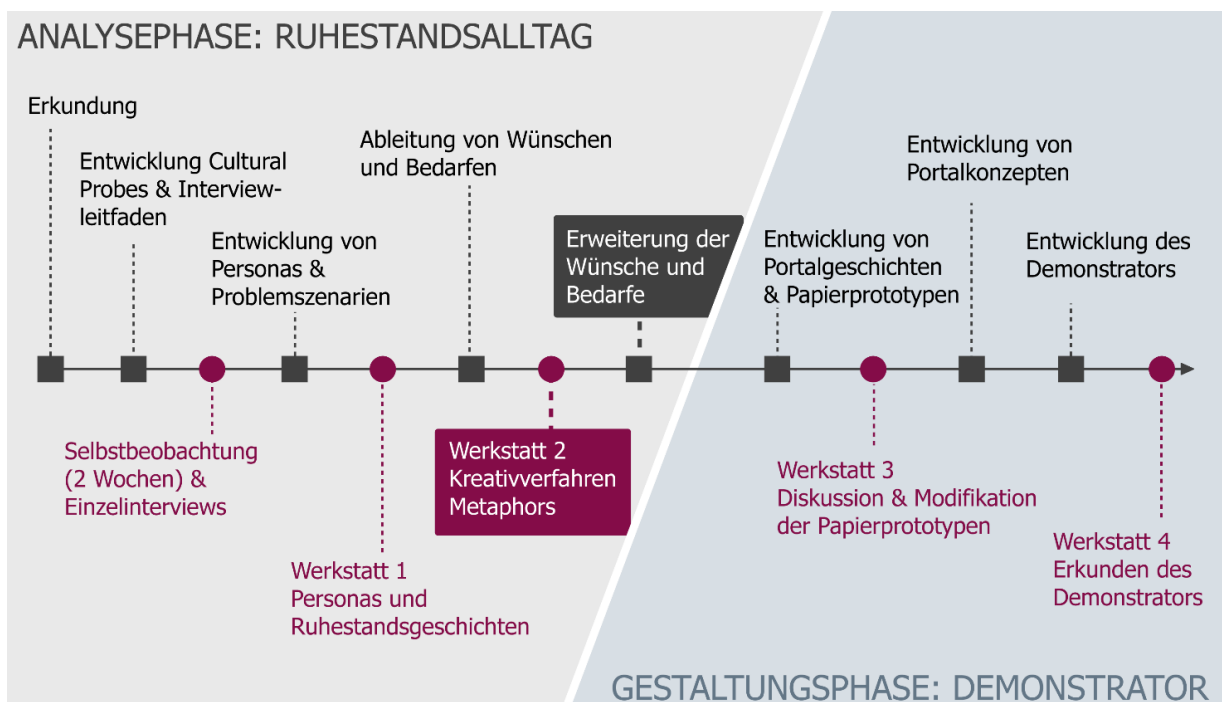 ANALYSEPHASE: RUHESTANDSALLTAG
Erkundung
Entwicklung Cultural
Probes & Interview-
leitfaden
Entwicklung von
Personas &
Problemszenarien
Ableitung von Wünschen
und Bedarfen
Erweiterung der
Wünsche und
Bedarfe
Entwicklung von
Portalgeschichten
& Papierprototypen
Entwicklung von
Portalkonzepten
Entwicklung des
Demonstrators
Selbstbeobachtung
(2 Wochen) &
Einzelinterviews
Werkstatt 1
Personas und
Ruhestandsgeschichten
Werkstatt 2
Kreativverfahren
Metaphors
Werkstatt 3
Diskussion & Modifikation
der Papierprototypen
Werkstatt 4
Erkunden des
Demonstrators
GESTALTUNGSPHASE: DEMONSTRATOR